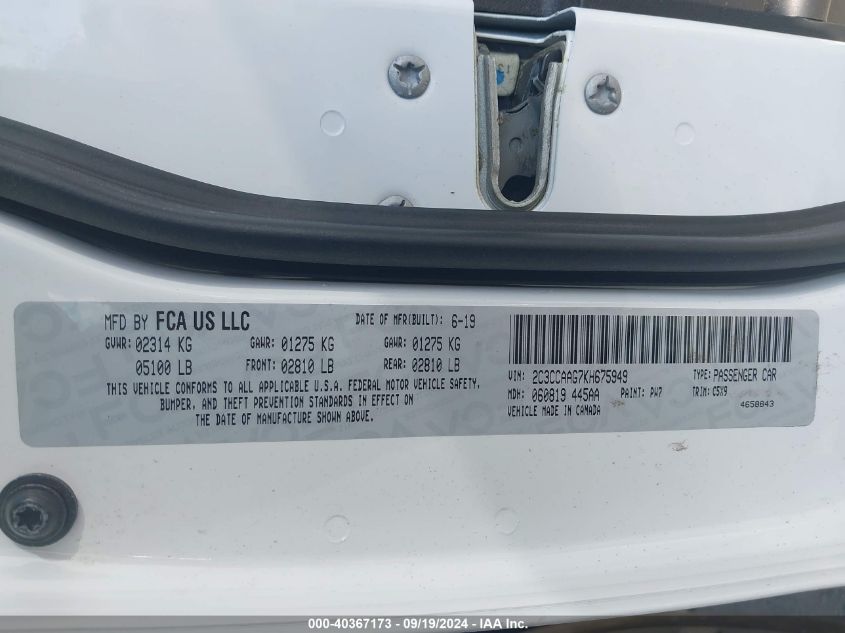 MFD BY FCA US LLC DATE OF MFR(BUILT): 6-19
GVWR: 02314 KG GAWR: 01275 KG GAWR: 01275 KG
05100 LB FRONT: 02810 LB REAR: 02810 LB
THIS VEHICLE CONFORMS TO ALL APPLICABLE U.S.A. FEDERAL MOTOR VEHICLE SAFETY,
BUMPER, AND THEFT PREVENTION STANDARDS IN EFFECT ON
THE DATE OF MANUFACTURE SHOWN ABOVE.
VIN: 2C3CCAAG7KH675949 TYPE: PASSENGER CAR
MDH: 060819 445AA PAINT: PW7 TRIM: C5X9
VEHICLE MADE IN CANADA 4658843
000-40367173 - 09/19/2024 - IAA Inc.